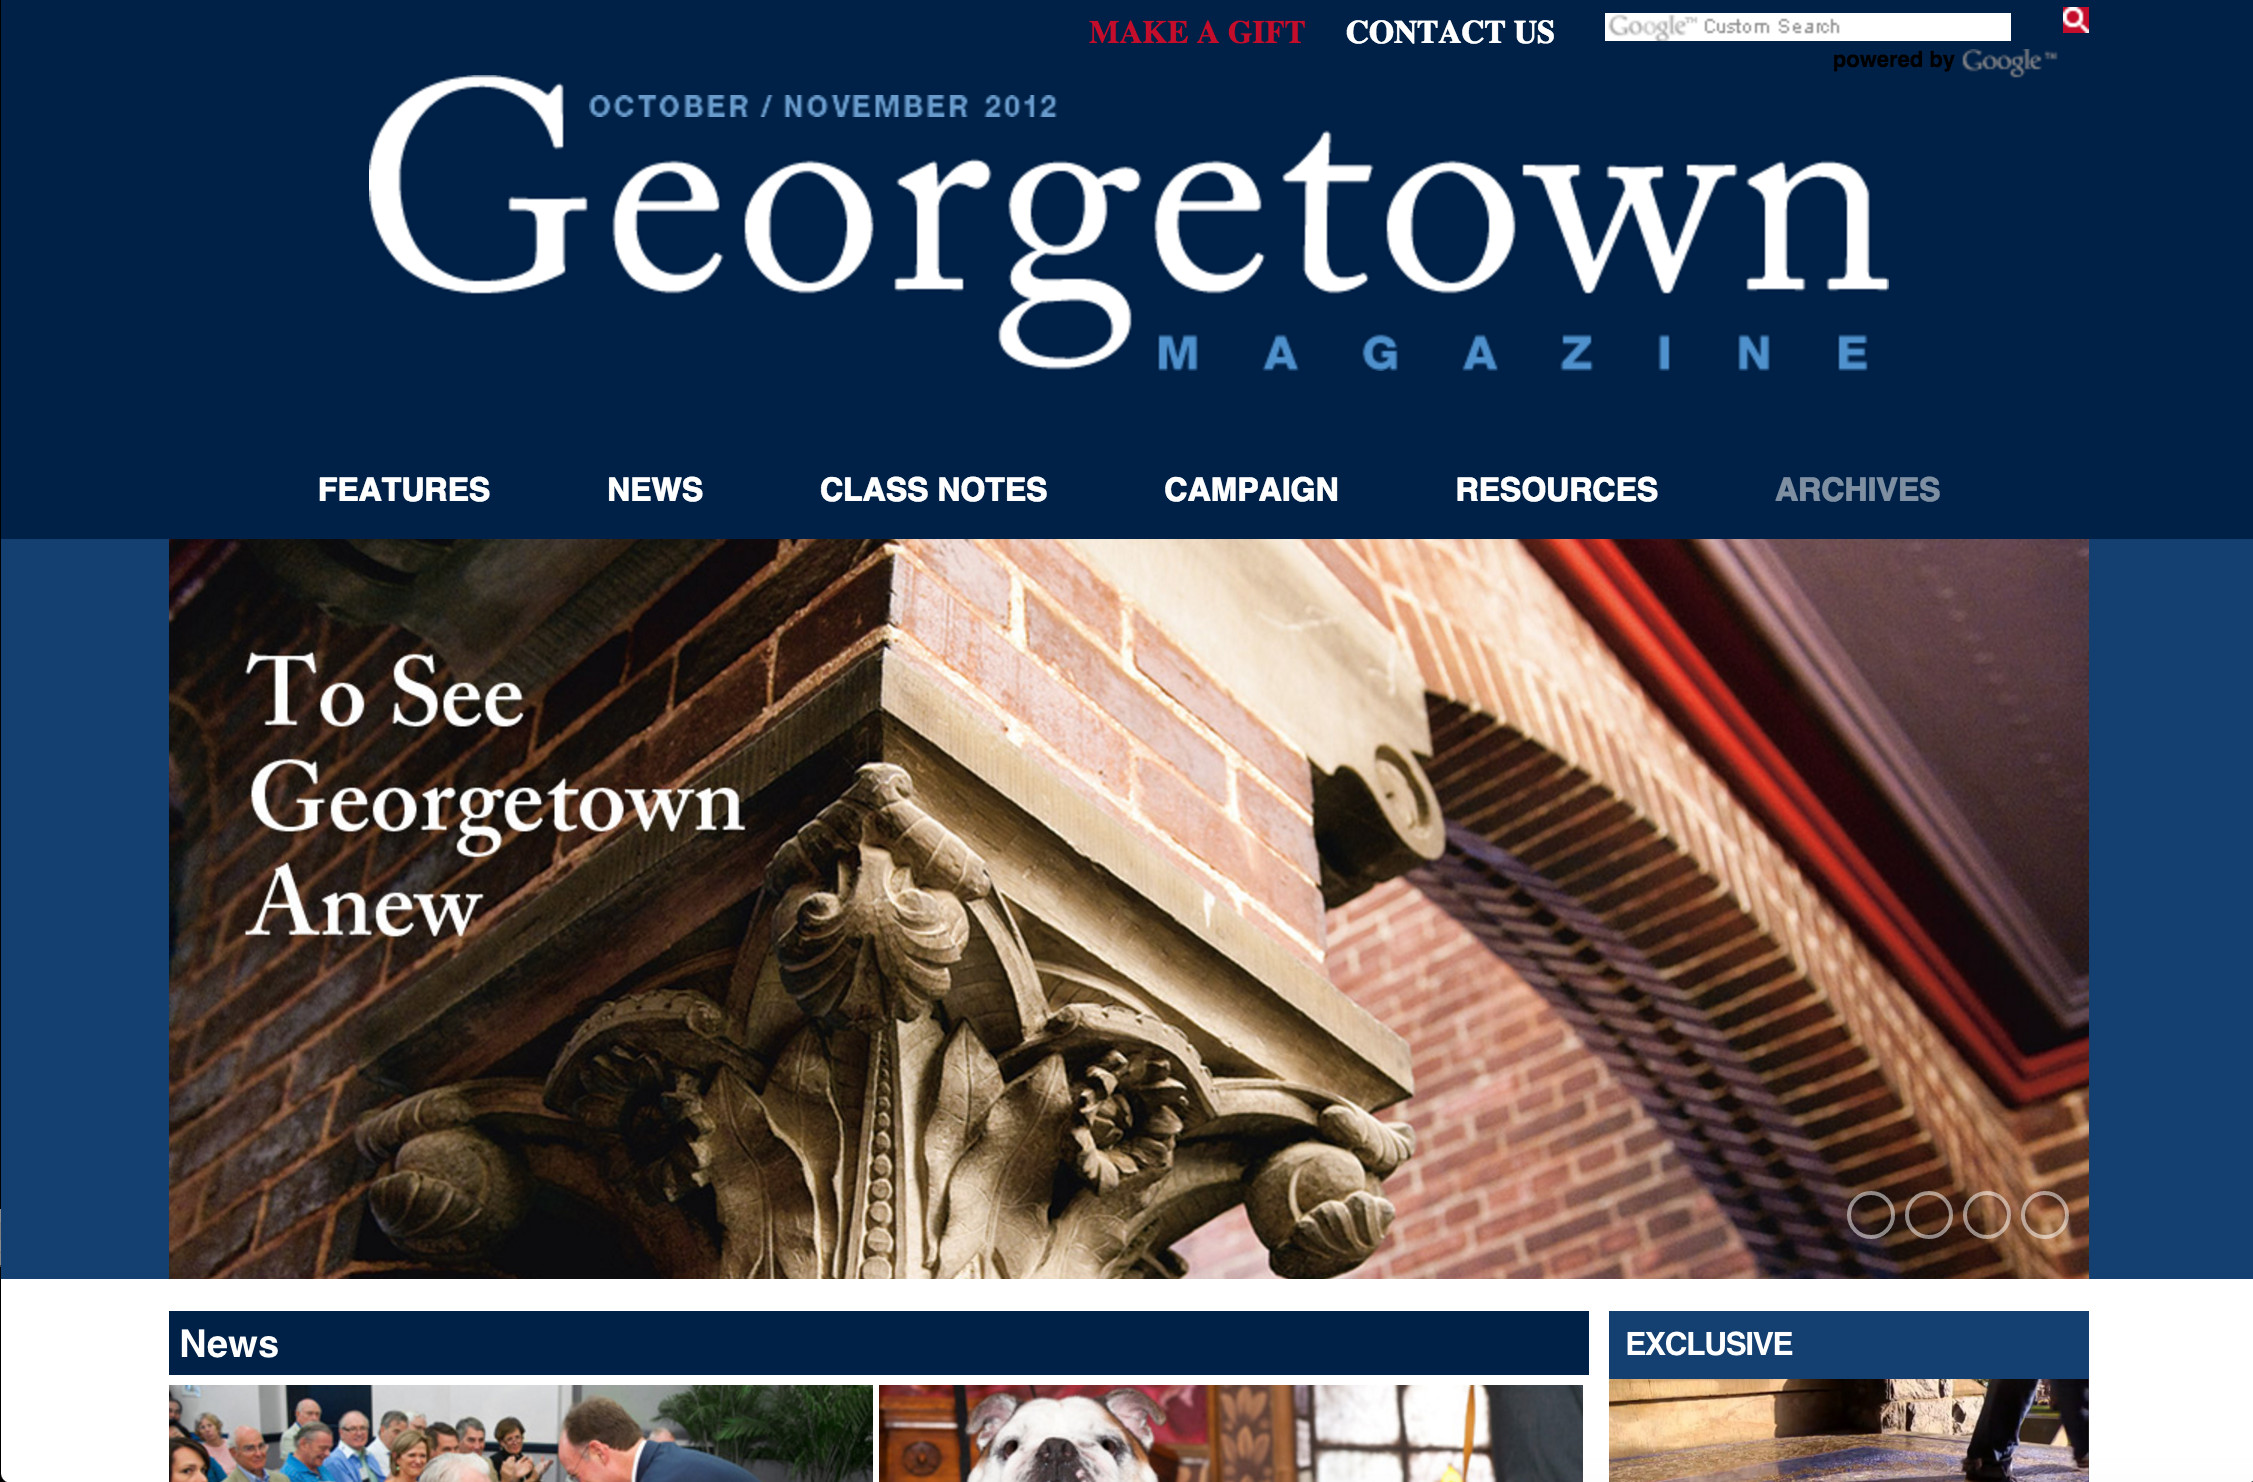 MAKE A GIFT
CONTACT US
Google™ Custom Search
powered by Google™
OCTOBER / NOVEMBER 2012
Georgetown
MAGAZINE
FEATURES
NEWS
CLASS NOTES
CAMPAIGN
RESOURCES
ARCHIVES
To See
Georgetown
Anew
News
EXCLUSIVE